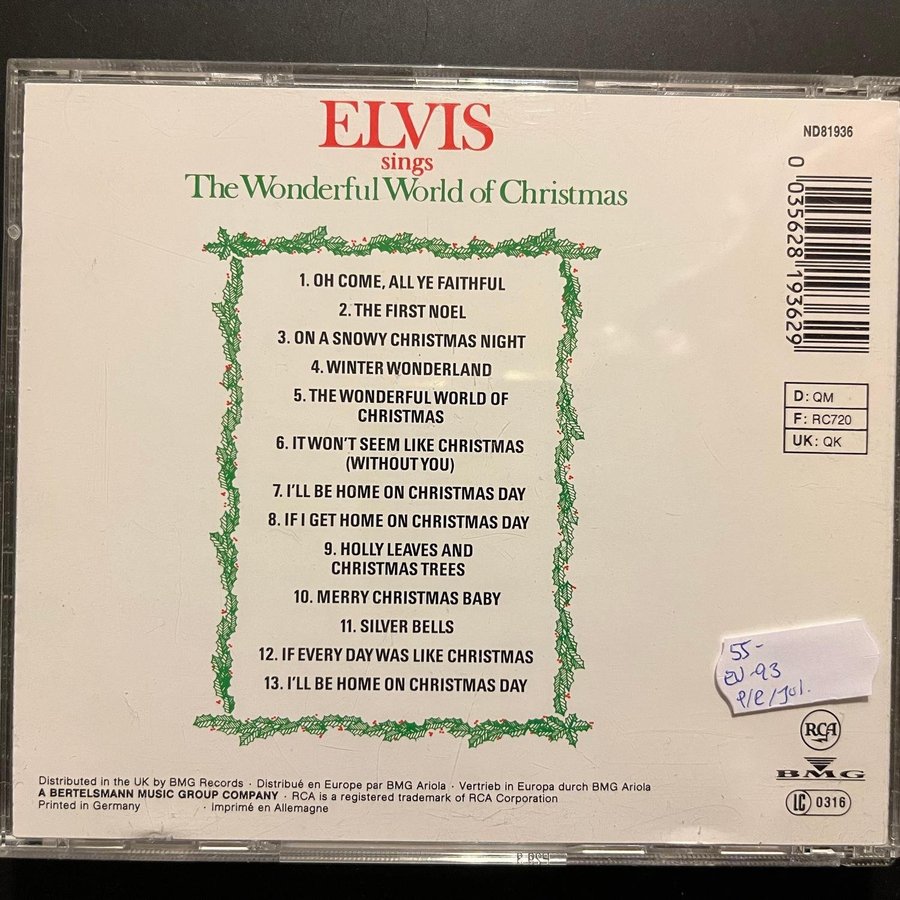 ELVIS
sings
The Wonderful World of Christmas
ND81936
0 035628 193629
1. OH COME, ALL YE FAITHFUL
2. THE FIRST NOEL
3. ON A SNOWY CHRISTMAS NIGHT
4. WINTER WONDERLAND
5. THE WONDERFUL WORLD OF
CHRISTMAS
6. IT WON'T SEEM LIKE CHRISTMAS
(WITHOUT YOU)
7. I'LL BE HOME ON CHRISTMAS DAY
8. IF I GET HOME ON CHRISTMAS DAY
9. HOLLY LEAVES AND
CHRISTMAS TREES
10. MERRY CHRISTMAS BABY
11. SILVER BELLS
12. IF EVERY DAY WAS LIKE CHRISTMAS
13. I'LL BE HOME ON CHRISTMAS DAY
D: QM
F: RC720
UK: QK
55-
P/R/Jul.
RCA
BMG
LC 0316
Distributed in the UK by BMG Records · Distribué en Europe par BMG Ariola · Vertrieb in Europa durch BMG Ariola
A BERTELSMANN MUSIC GROUP COMPANY · RCA is a registered trademark of RCA Corporation
Printed in Germany · Imprimé en Allemagne